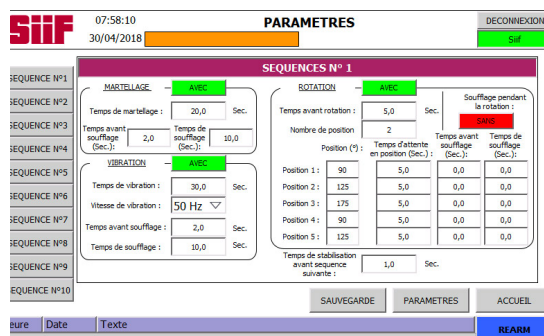 Siif
07:58:10
30/04/2018
PARAMETRES
DECONNEXION
Siif
SEQUENCE N°1
SEQUENCE N°2
SEQUENCE N°3
SEQUENCE N°4
SEQUENCE N°5
SEQUENCE N°6
SEQUENCE N°7
SEQUENCE N°8
SEQUENCE N°9
SEQUENCE N°10
SEQUENCES N° 1
MARTELLAGE - AVEC
Temps de martellage : 20,0 Sec.
Temps avant soufflage (Sec.): 2,0 Temps de soufflage (Sec.): 10,0
VIBRATION - AVEC
Temps de vibration : 30,0 Sec.
Vitesse de vibration : 50 Hz
Temps avant soufflage : 2,0 Sec.
Temps de soufflage : 10,0 Sec.
ROTATION - AVEC
Temps avant rotation : 5,0 Sec.
Nombre de position 2
Soufflage pendant la rotation :
SANS
Position (°) : Temps d'attente en position (Sec.) : Temps avant soufflage (Sec.): Temps de soufflage (Sec.):
Position 1 : 90 5,0 0,0 0,0
Position 2 : 125 5,0 0,0 0,0
Position 3 : 175 5,0 0,0 0,0
Position 4 : 90 5,0 0,0 0,0
Position 5 : 125 5,0 0,0 0,0
Temps de stabilisation avant sequence suivante : 1,0 Sec.
SAUVEGARDE PARAMETRES ACCUEIL
eure Date Texte
REARM